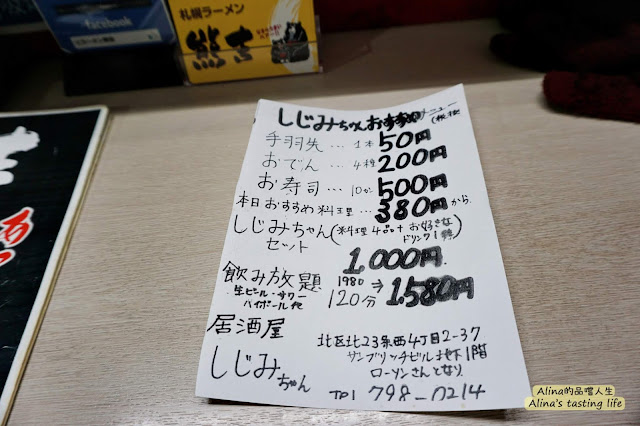 facebook
札幌ラーメン
熊吉
しじみちゃんおすすめメニュー
(税抜
手羽先…1本50円
おでん…4種200円
お寿司…10カン500円
本日おすすめ料理…380円から.
しじみちゃん(料理4品+お好きな
セット ドリンク1杯)
1.000円.
飲み放題 1980⇒1.580円
生ビール・サワー 120分
ハイボール他
居酒屋 北区北23条西4丁目2-37
サンブリッヂビル地下1階
しじみちゃん ローソンさんとなり
TEl 798-0214
Alina的品嚐人生
Alina's tasting life